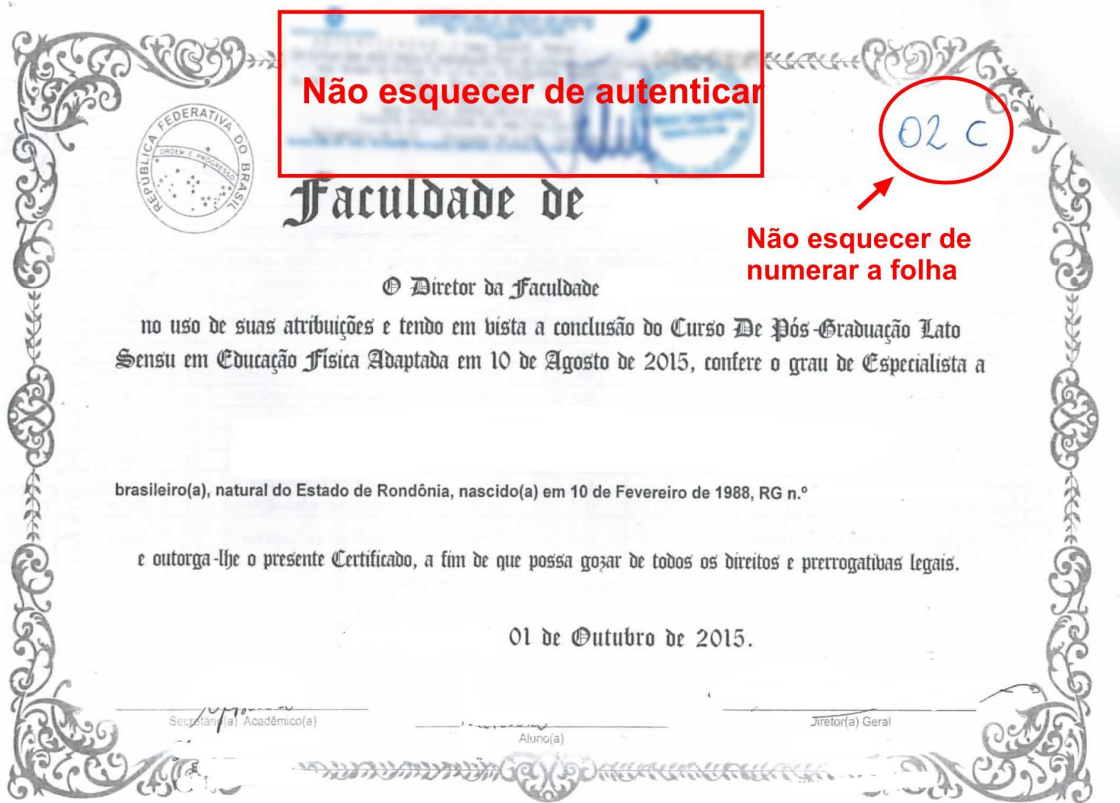 Não esquecer de autenticar
REPÚBLICA FEDERATIVA DO BRASIL
ORDEM E PROGRESSO
02 C
Faculdade de
Não esquecer de
numerar a folha
O Diretor da Faculdade
no uso de suas atribuições e tendo em vista a conclusão do Curso De Pós-Graduação Lato
Sensu em Educação Física Adaptada em 10 de Agosto de 2015, confere o grau de Especialista a
brasileiro(a), natural do Estado de Rondônia, nascido(a) em 10 de Fevereiro de 1988, RG n.º
e outorga-lhe o presente Certificado, a fim de que possa gozar de todos os direitos e prerrogativas legais.
01 de Outubro de 2015.
Secretário(a) Acadêmico(a)
Aluno(a)
Diretor(a) Geral